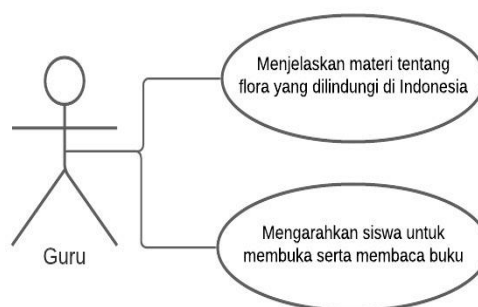 Menjelaskan materi tentang
flora yang dilindungi di Indonesia
Guru
Mengarahkan siswa untuk
membuka serta membaca buku